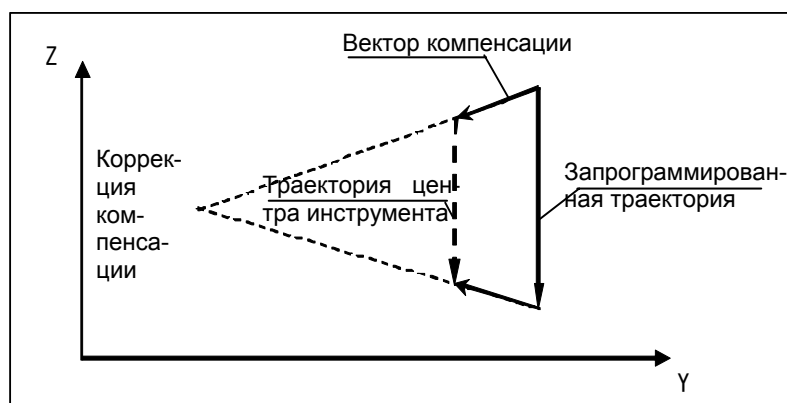 Z
Вектор компенсации
Коррек-
ция
ком-
пенса-
ции
Траектория цен-
тра инструмента
Запрограммирован-
ная траектория
Y